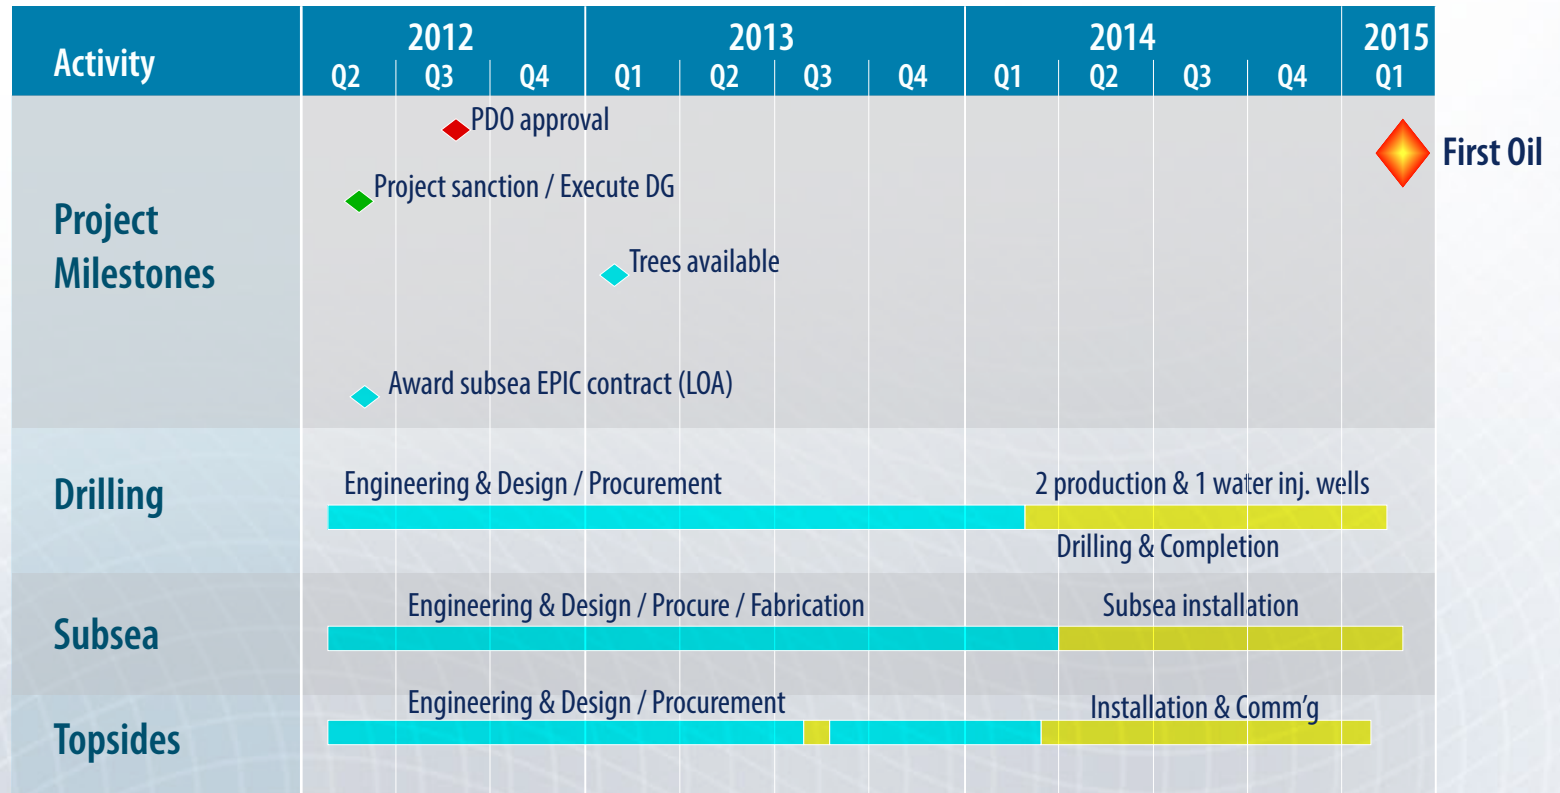 Activity
2012
2013
2014
2015
Q2
Q3
Q4
Q1
Q2
Q3
Q4
Q1
Q2
Q3
Q4
Q1
Project
Milestones
PDO approval
Project sanction / Execute DG
Trees available
Award subsea EPIC contract (LOA)
First Oil
Drilling
Engineering & Design / Procurement
2 production & 1 water inj. wells
Drilling & Completion
Subsea
Engineering & Design / Procure / Fabrication
Subsea installation
Topsides
Engineering & Design / Procurement
Installation & Comm’g